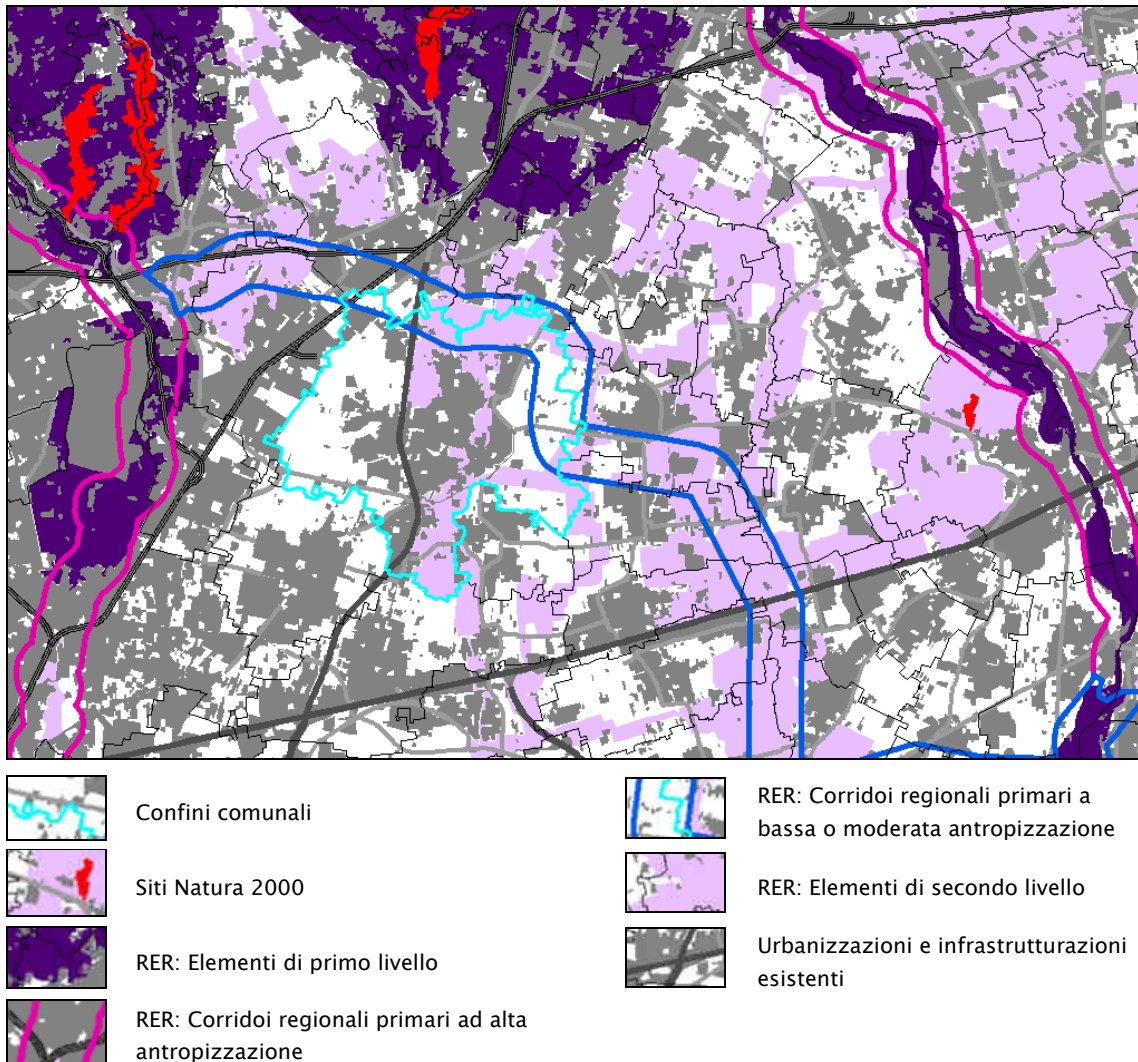 Confini comunali
Siti Natura 2000
RER: Elementi di primo livello
RER: Corridoi regionali primari ad alta
antropizzazione
RER: Corridoi regionali primari a
bassa o moderata antropizzazione
RER: Elementi di secondo livello
Urbanizzazioni e infrastrutturazioni
esistenti